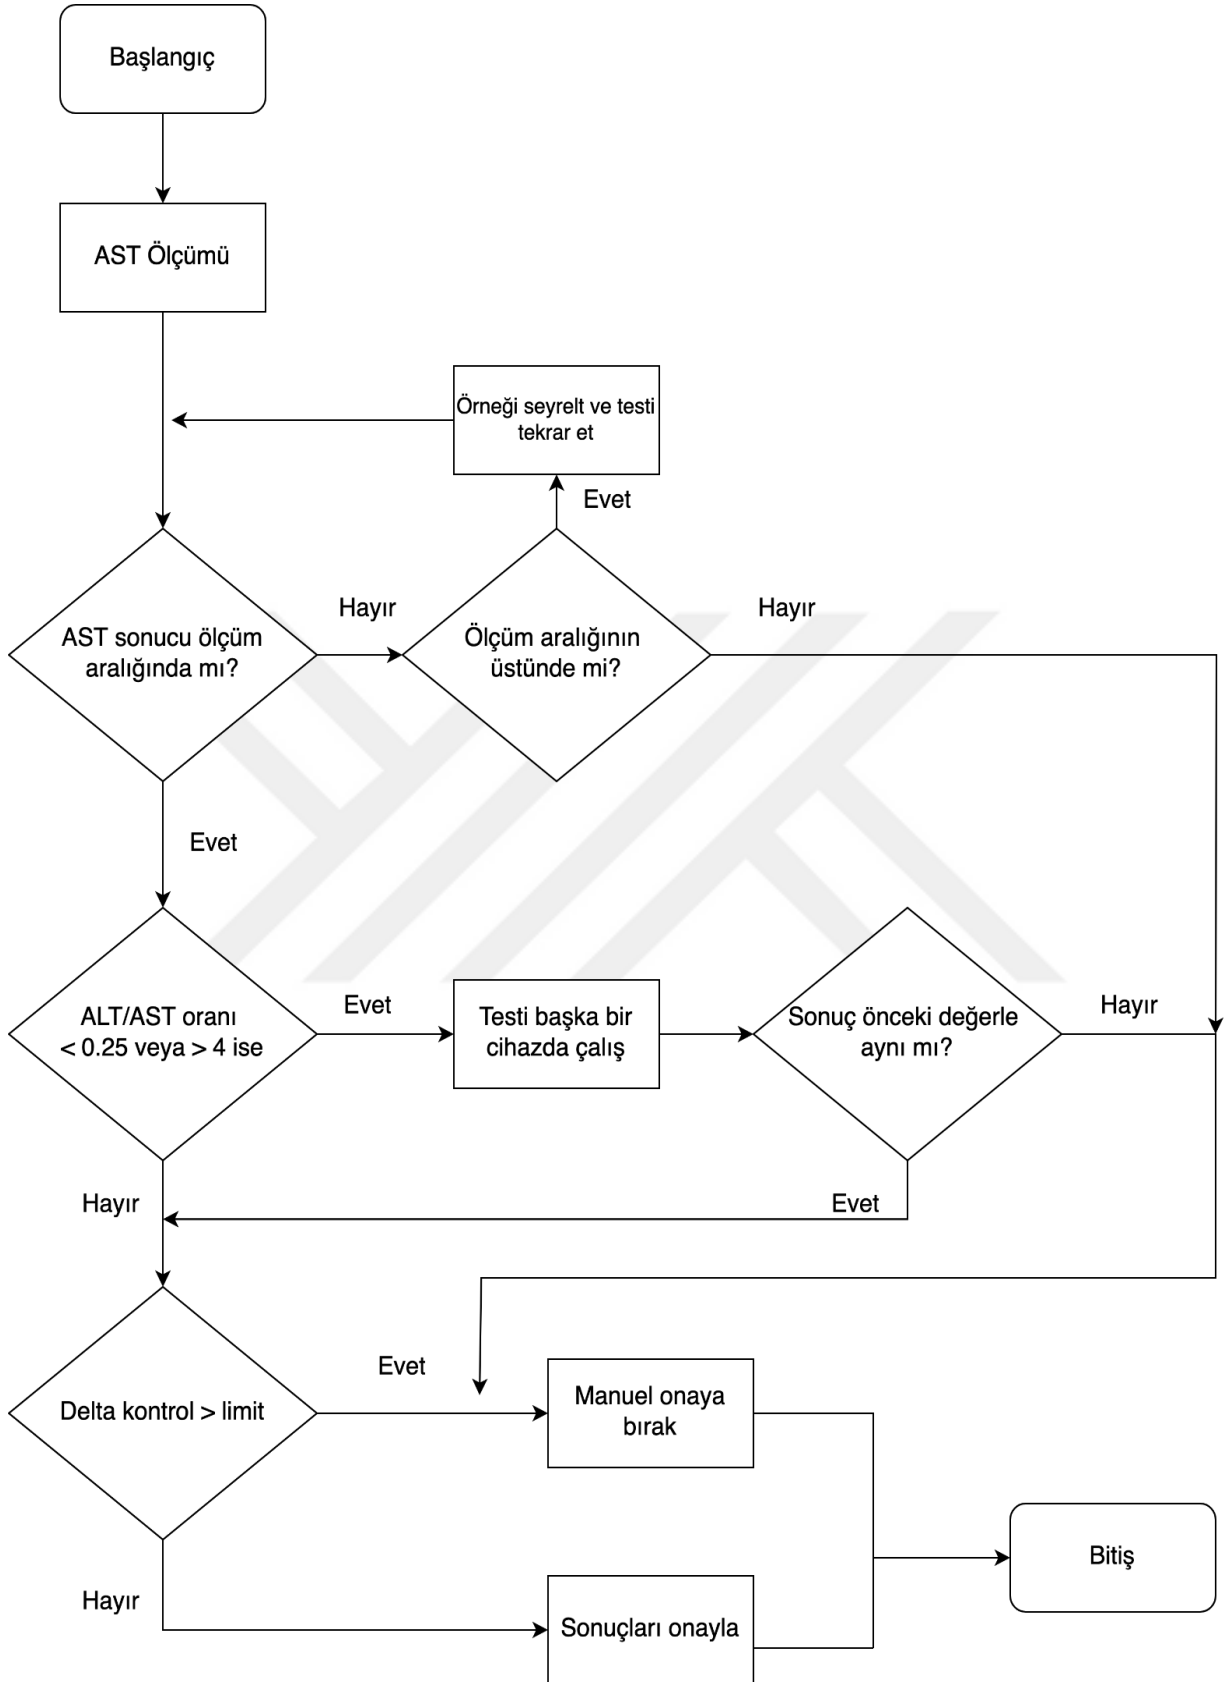 Başlangıç
AST Ölçümü
Örneği seyrelt ve testi
tekrar et
Evet
Hayır
Hayır
AST sonucu ölçüm
aralığında mı?
Ölçüm aralığının
üstünde mi?
Evet
ALT/AST oranı
< 0.25 veya > 4 ise
Evet
Testi başka bir
cihazda çalış
Sonuç önceki değerle
aynı mı?
Hayır
Hayır
Evet
Delta kontrol > limit
Evet
Manuel onaya
bırak
Bitiş
Hayır
Sonuçları onayla